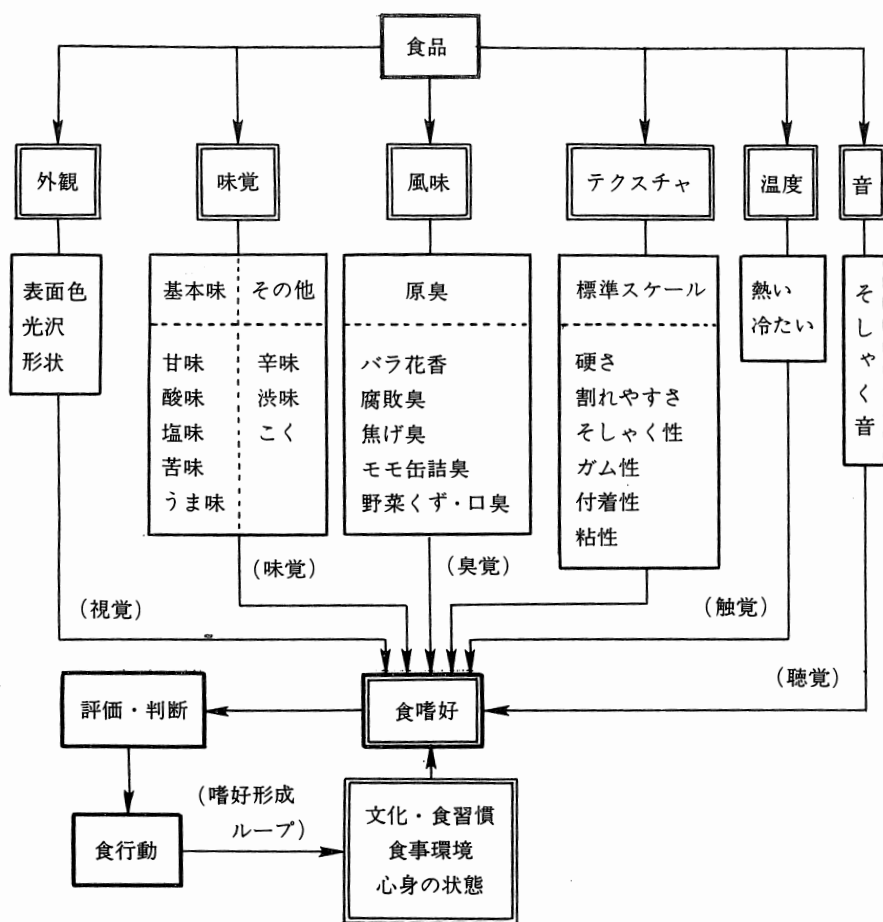 食品
外観
味覚
風味
テクスチャ
温度
音
表面色
光沢
形状
基本味
その他
甘味
酸味
塩味
苦味
うま味
辛味
渋味
こく
原臭
バラ花香
腐敗臭
焦げ臭
モモ缶詰臭
野菜くず・口臭
標準スケール
硬さ
割れやすさ
そしゃく性
ガム性
付着性
粘性
熱い
冷たい
そしゃく音
(視覚)
(味覚)
(臭覚)
(触覚)
(聴覚)
食嗜好
評価・判断
食行動
(嗜好形成
ループ)
文化・食習慣
食事環境
心身の状態